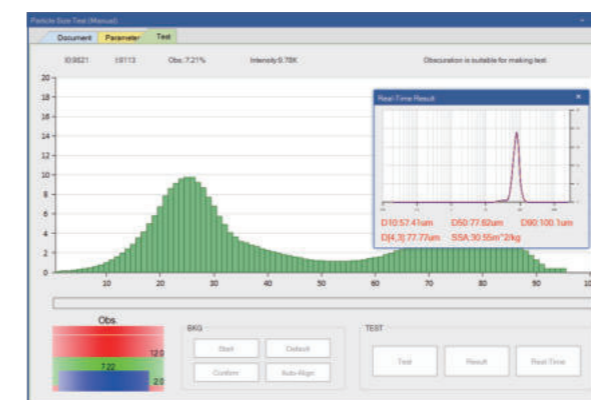 Particle Size Test (Manual)
Document Parameter Test
Obs.:7.21% Intensity:9.78K Obscuration is suitable for making test.
20
18
16
14
12
10
8
6
4
2
0
10 20 30 40 50 60 70 80 90 100
Real-Time Result
D10:57.41um D50:77.62um D90:100.1um
D[4,3]:77.77um SSA:30.55m^2/kg
Obs.
12.0
7.22
2.0
BKG
Start Default
Confirm Auto-Align
TEST
Test Result Real-Time